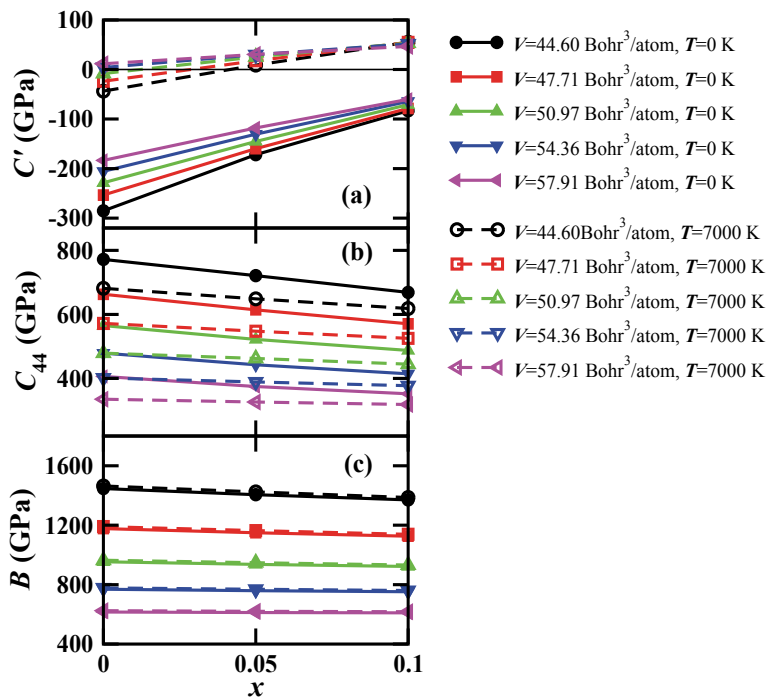 100
0
-100
-200
-300
C′ (GPa)
(a)
800
600
400
C44 (GPa)
(b)
1600
1200
800
400
B (GPa)
(c)
0 0.05 0.1
x
V=44.60 Bohr³/atom, T=0 K
V=47.71 Bohr³/atom, T=0 K
V=50.97 Bohr³/atom, T=0 K
V=54.36 Bohr³/atom, T=0 K
V=57.91 Bohr³/atom, T=0 K
V=44.60Bohr³/atom, T=7000 K
V=47.71 Bohr³/atom, T=7000 K
V=50.97 Bohr³/atom, T=7000 K
V=54.36 Bohr³/atom, T=7000 K
V=57.91 Bohr³/atom, T=7000 K